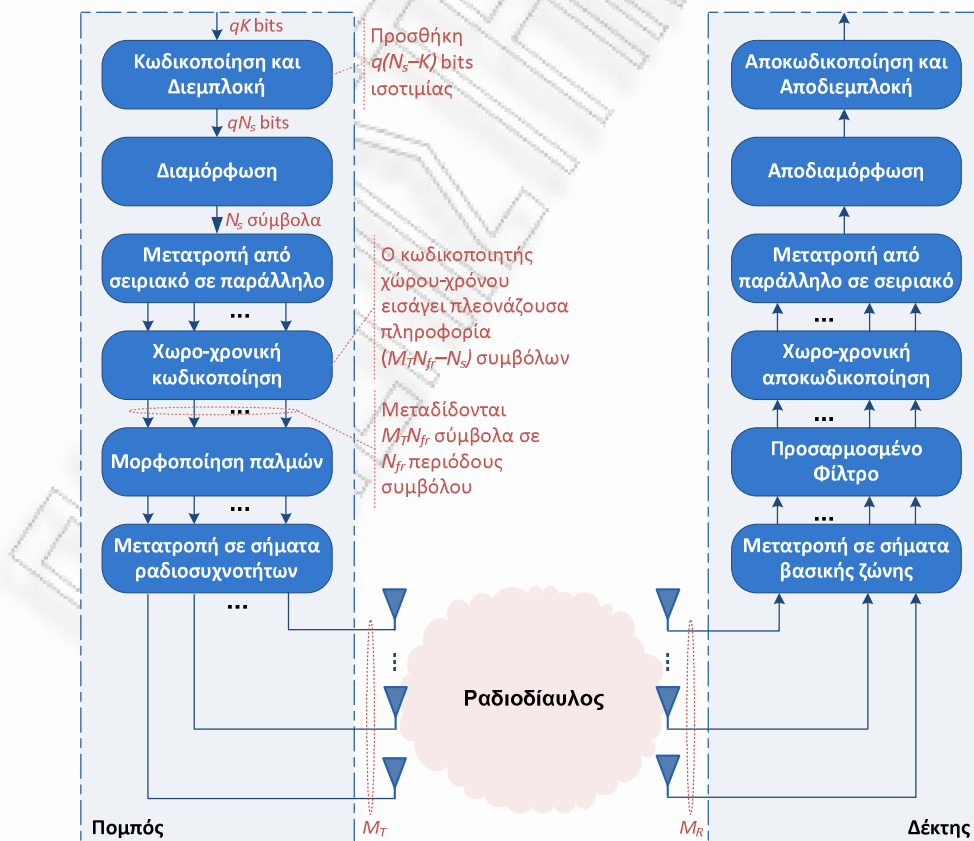 qK bits
Κωδικοποίηση και
Διεμπλοκή
Προσθήκη
q(Ns–K) bits
ισοτιμίας
qNs bits
Διαμόρφωση
Ns σύμβολα
Μετατροπή από
σειριακό σε παράλληλο
...
Ο κωδικοποιητής
χώρου-χρόνου
εισάγει πλεονάζουσα
πληροφορία
(MTNfr–Ns) συμβόλων
Χωρο-χρονική
κωδικοποίηση
...
Μεταδίδονται
MTNfr σύμβολα σε
Nfr περιόδους
συμβόλου
Μορφοποίηση παλμών
...
Μετατροπή σε σήματα
ραδιοσυχνοτήτων
...
Πομπός
MT
Ραδιοδίαυλος
MR
Αποκωδικοποίηση και
Αποδιεμπλοκή
Αποδιαμόρφωση
Μετατροπή από
παράλληλο σε σειριακό
...
Χωρο-χρονική
αποκωδικοποίηση
...
Προσαρμοσμένο
Φίλτρο
...
Μετατροπή σε σήματα
βασικής ζώνης
Δέκτης